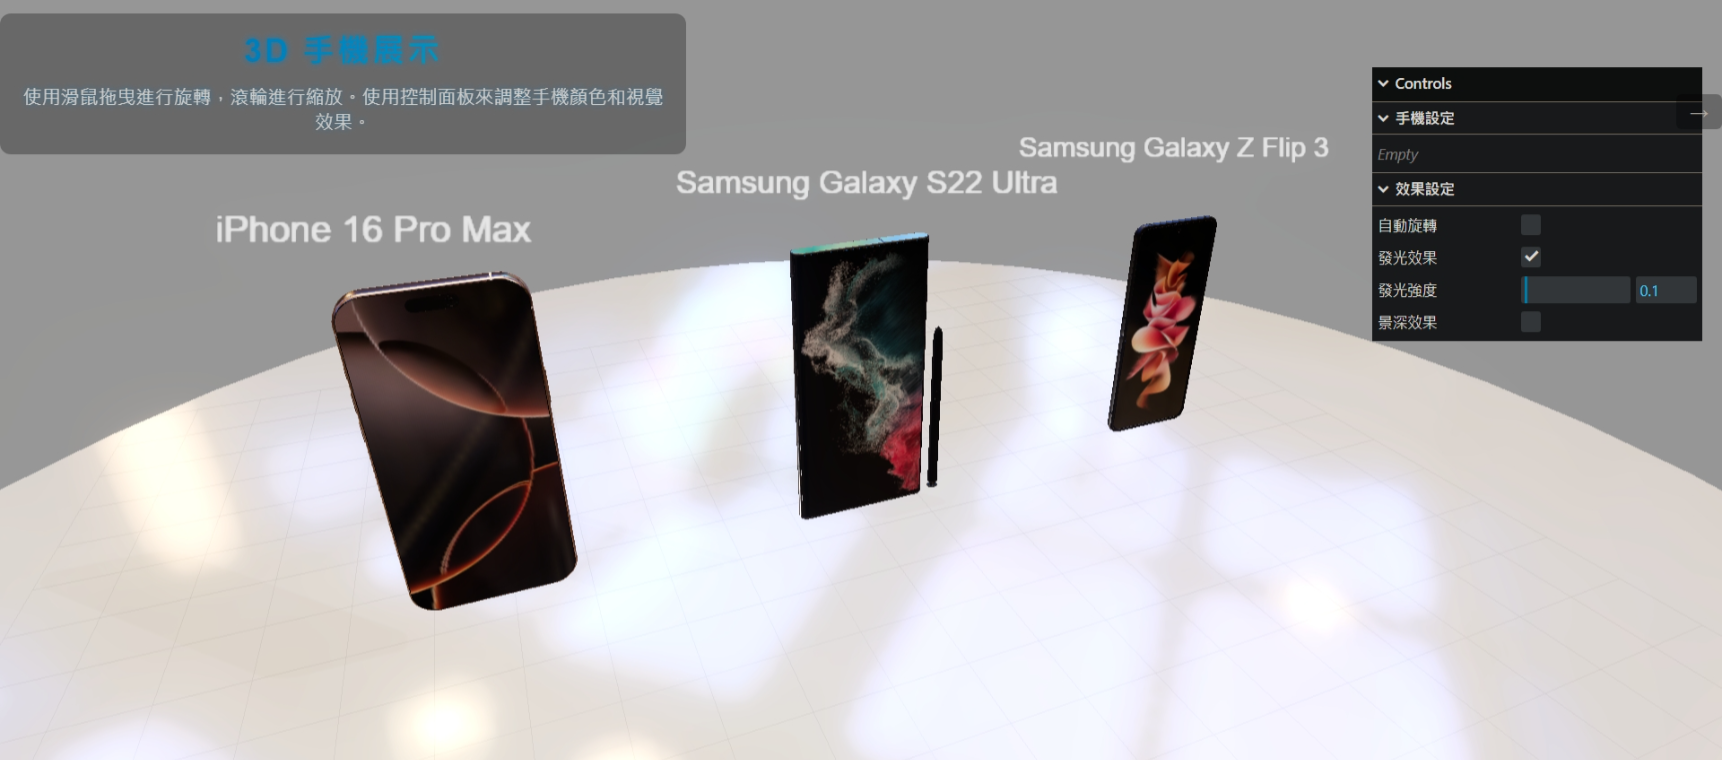 3D 手機展示
使用滑鼠拖曳進行旋轉，滾輪進行縮放。使用控制面板來調整手機顏色和視覺
效果。
iPhone 16 Pro Max
Samsung Galaxy S22 Ultra
Samsung Galaxy Z Flip 3
Controls
手機設定
→
Empty
效果設定
自動旋轉
發光效果
發光強度 0.1
景深效果